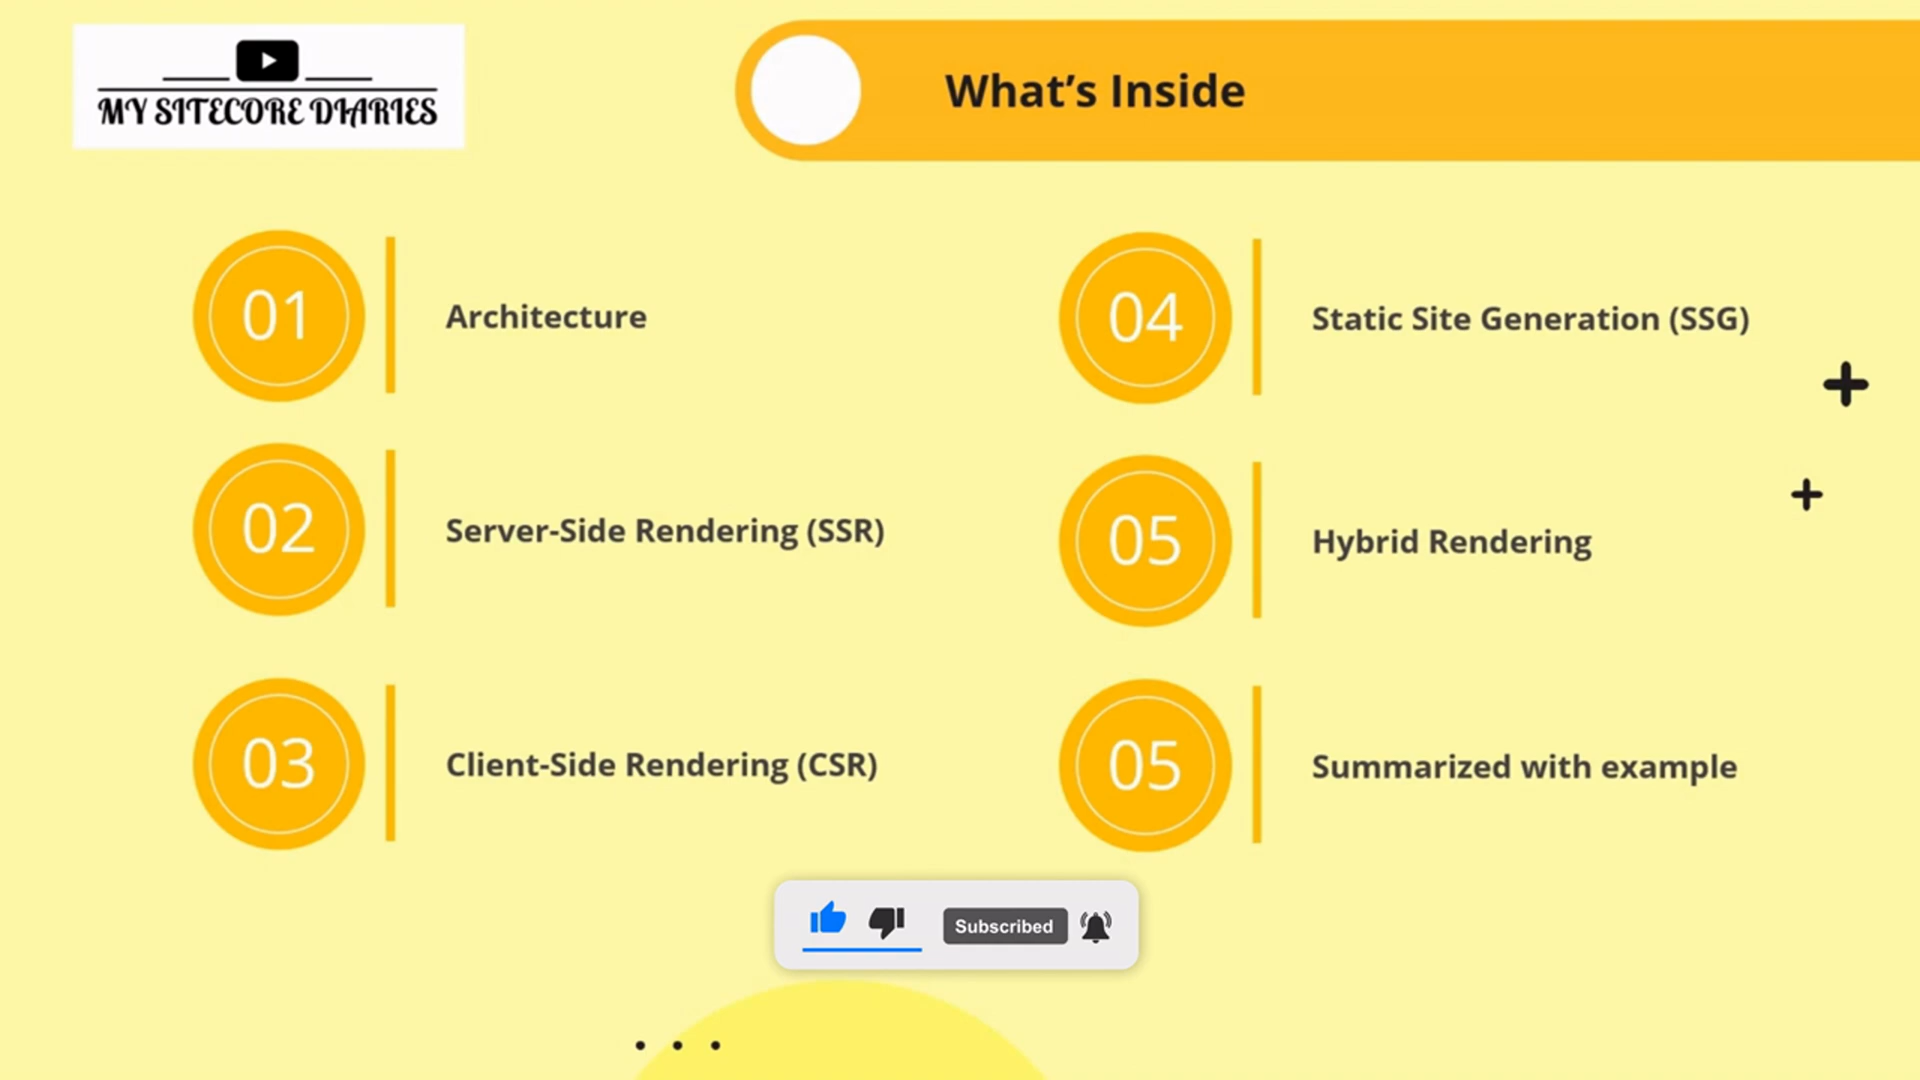 MY SITECORE DIARIES
What's Inside
01
Architecture
02
Server-Side Rendering (SSR)
03
Client-Side Rendering (CSR)
04
Static Site Generation (SSG)
05
Hybrid Rendering
05
Summarized with example
Subscribed